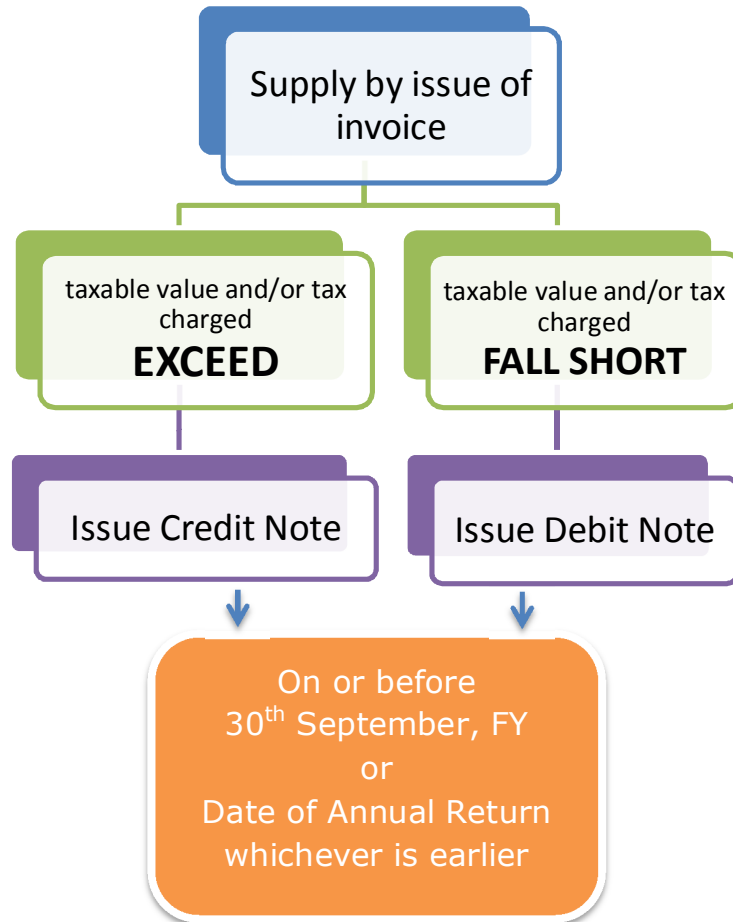 Supply by issue of
invoice
taxable value and/or tax
charged
EXCEED
taxable value and/or tax
charged
FALL SHORT
Issue Credit Note
Issue Debit Note
On or before
30th September, FY
or
Date of Annual Return
whichever is earlier